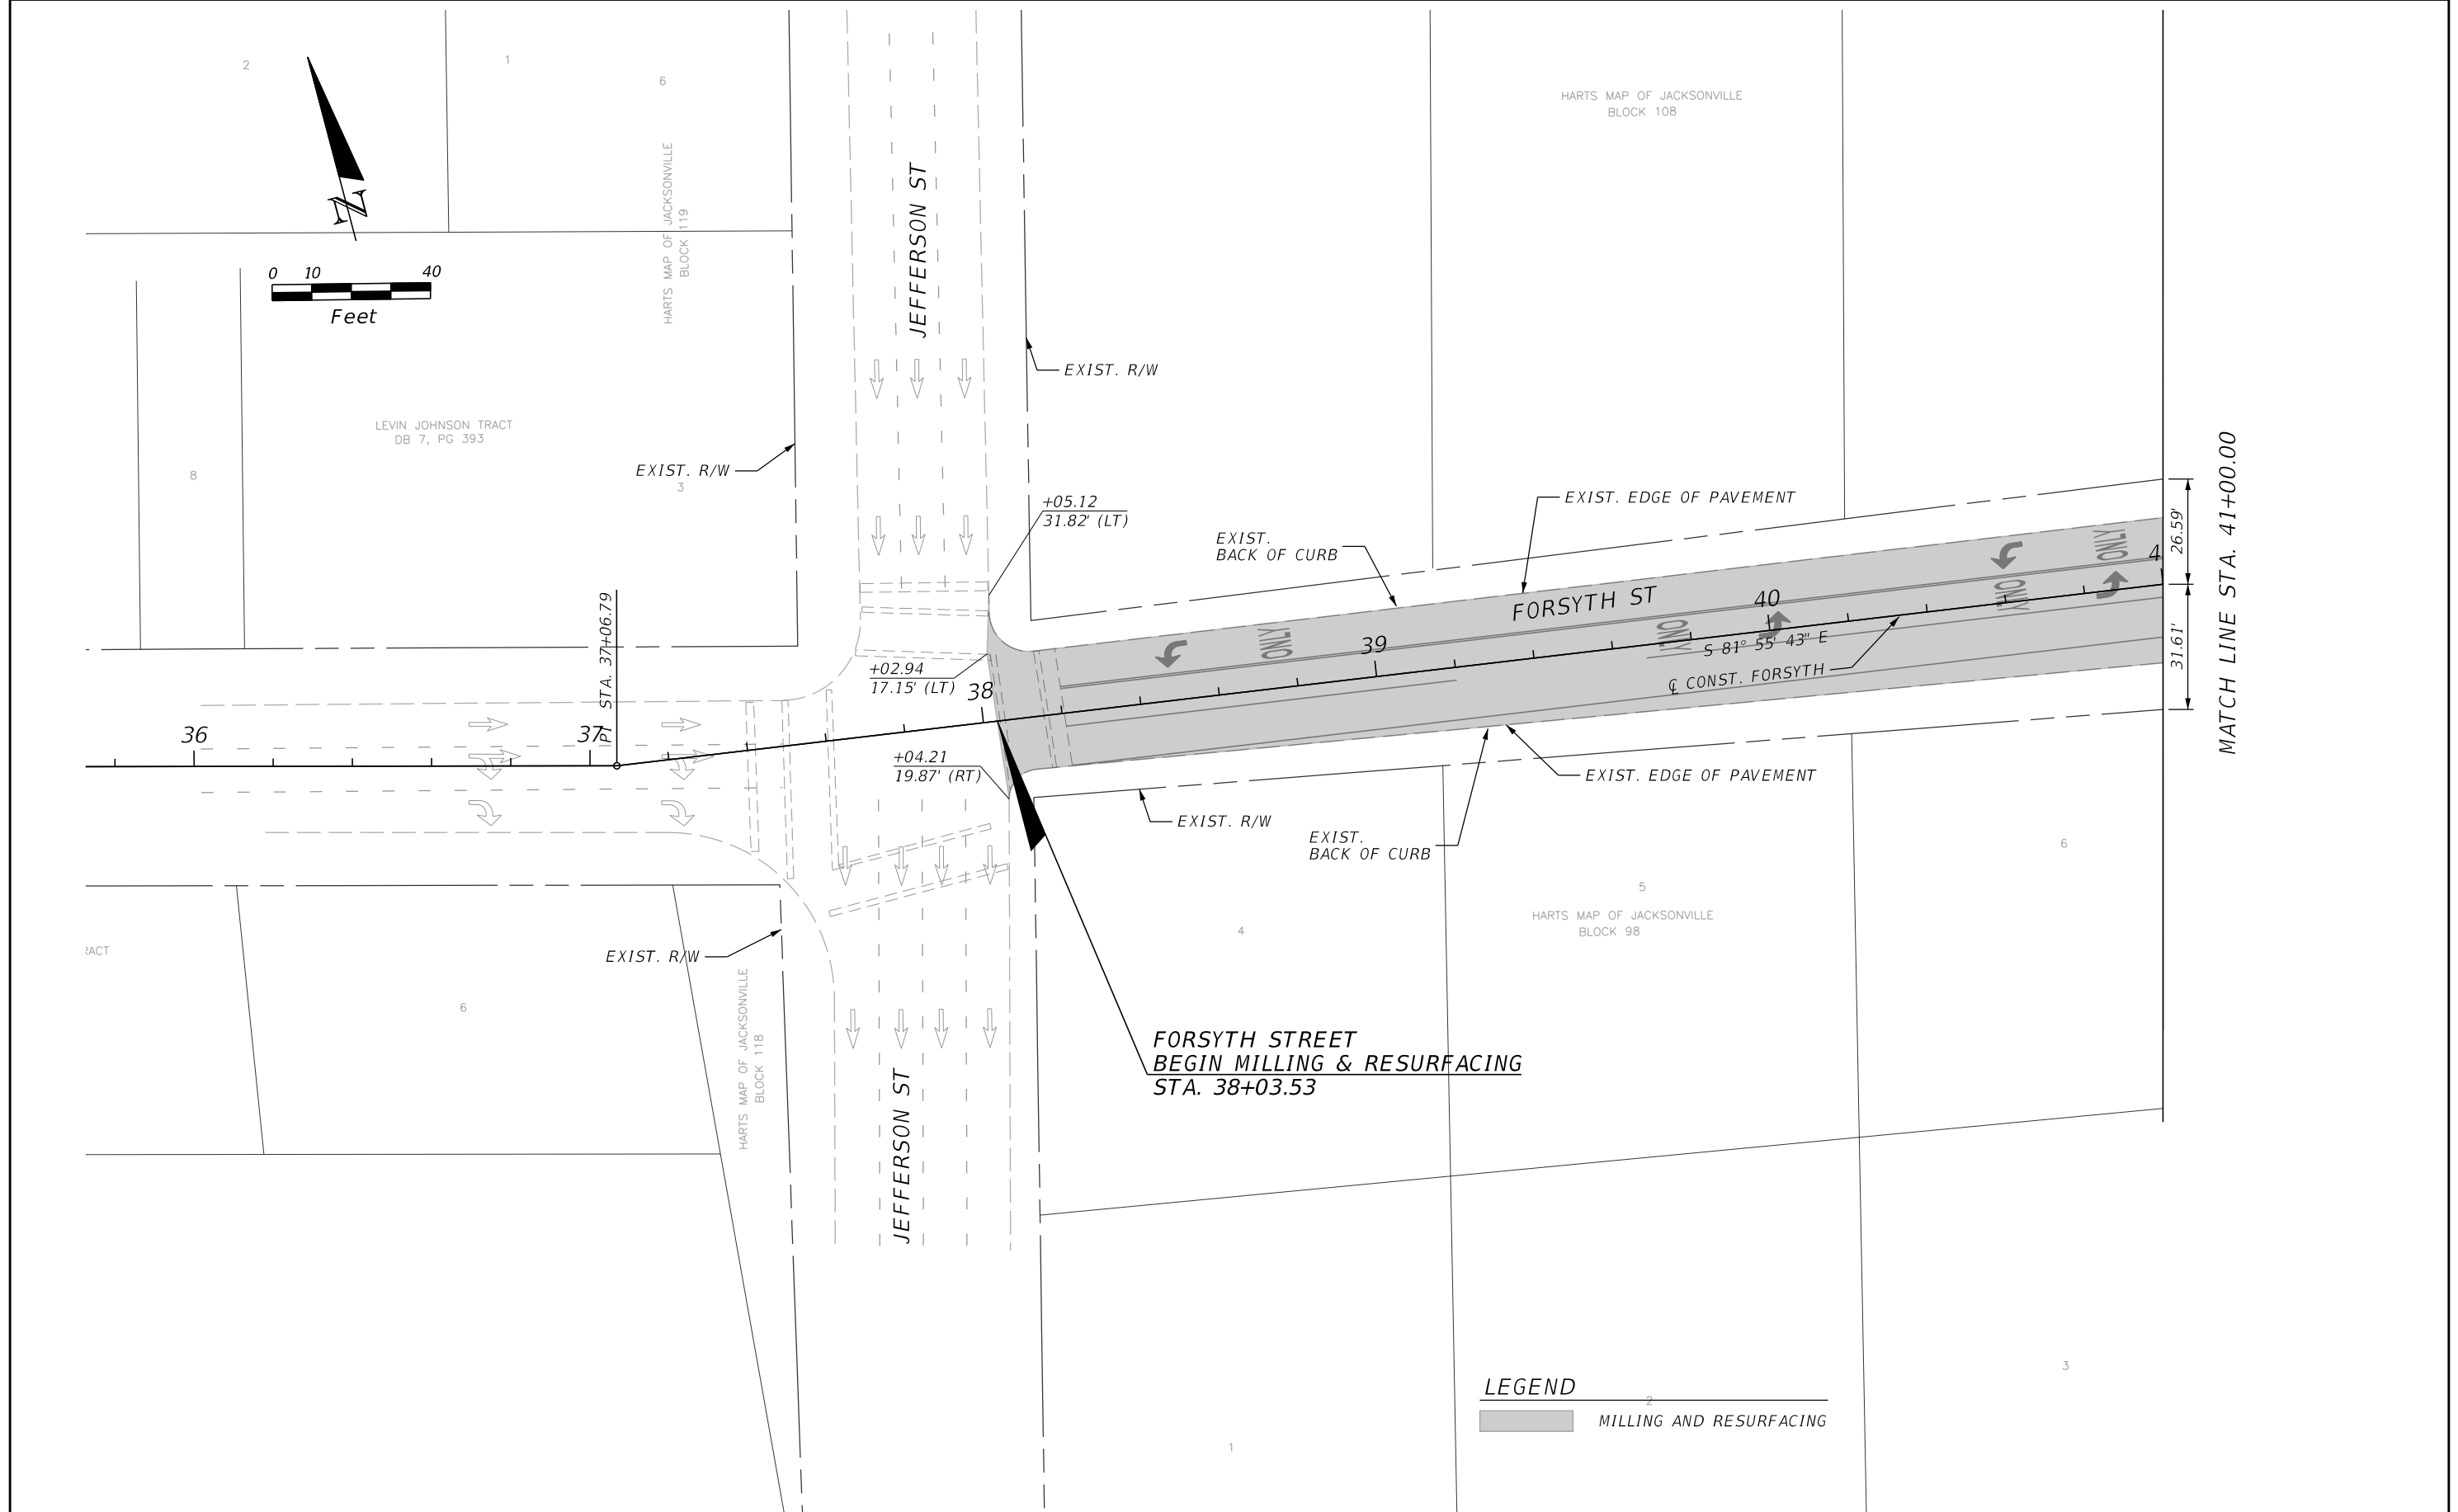 2
1
6
HARTS MAP OF JACKSONVILLE
BLOCK 108
N
0 10 40
Feet
HARTS MAP OF JACKSONVILLE
BLOCK 119
JEFFERSON ST
EXIST. R/W
LEVIN JOHNSON TRACT
DB 7, PG 393
8
EXIST. R/W
3
+05.12
31.82' (LT)
EXIST. EDGE OF PAVEMENT
EXIST.
BACK OF CURB
FORSYTH ST
ONLY
ONLY
ONLY
ONLY
4
26.59'
31.61'
MATCH LINE STA. 41+00.00
PI STA. 37+06.79
36
37
38
39
40
S 81° 55' 43" E
℄ CONST. FORSYTH
+02.94
17.15' (LT)
+04.21
19.87' (RT)
EXIST. R/W
EXIST. EDGE OF PAVEMENT
EXIST.
BACK OF CURB
6
5
HARTS MAP OF JACKSONVILLE
BLOCK 98
4
EXIST. R/W
RACT
6
HARTS MAP OF JACKSONVILLE
BLOCK 118
JEFFERSON ST
FORSYTH STREET
BEGIN MILLING & RESURFACING
STA. 38+03.53
3
LEGEND
2
MILLING AND RESURFACING
1